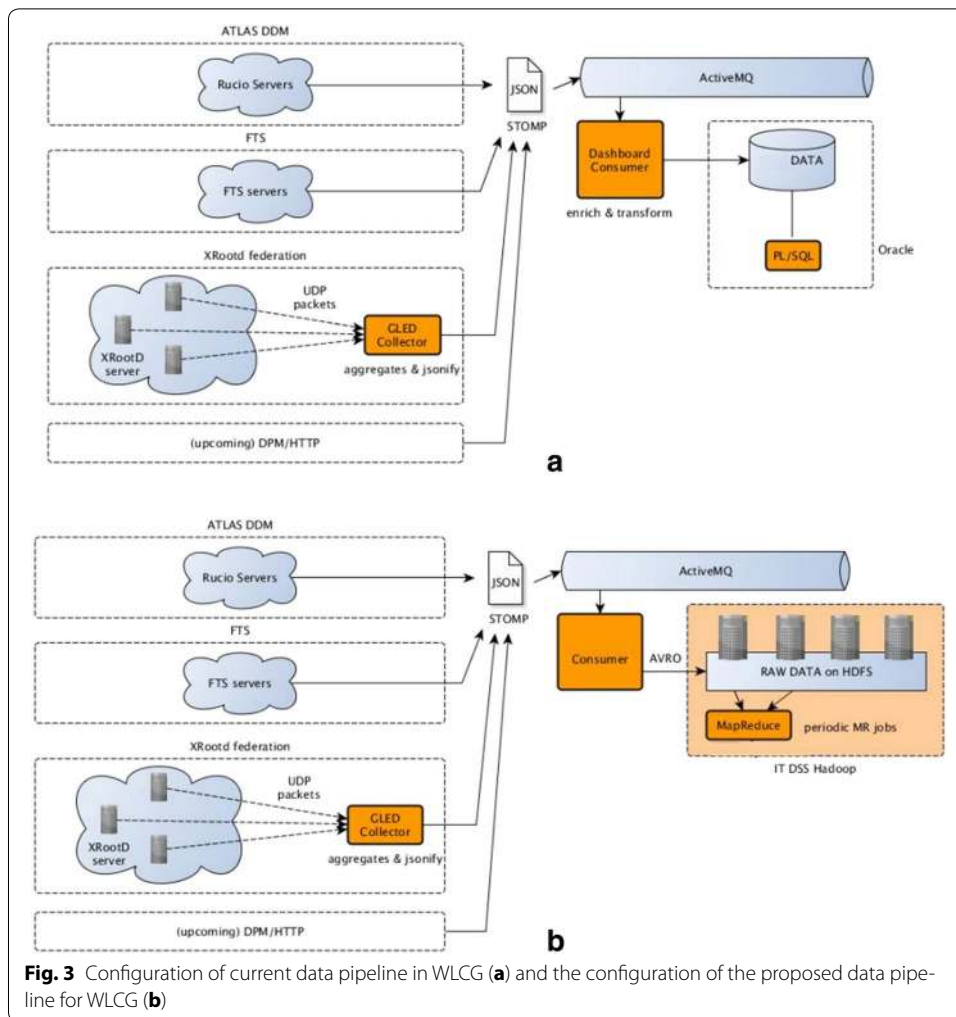 ATLAS DDM
Rucio Servers
JSON
STOMP
ActiveMQ
FTS
FTS servers
Dashboard
Consumer
enrich & transform
DATA
PL/SQL
Oracle
XRootd federation
UDP
packets
XRootD
server
GLED
Collector
aggregates & jsonify
(upcoming) DPM/HTTP
a
ATLAS DDM
Rucio Servers
JSON
STOMP
ActiveMQ
FTS
FTS servers
Consumer
AVRO
RAW DATA on HDFS
MapReduce
periodic MR jobs
IT DSS Hadoop
XRootd federation
UDP
packets
XRootD
server
GLED
Collector
aggregates & jsonify
(upcoming) DPM/HTTP
b
Fig. 3 Configuration of current data pipeline in WLCG (a) and the configuration of the proposed data pipe-
line for WLCG (b)